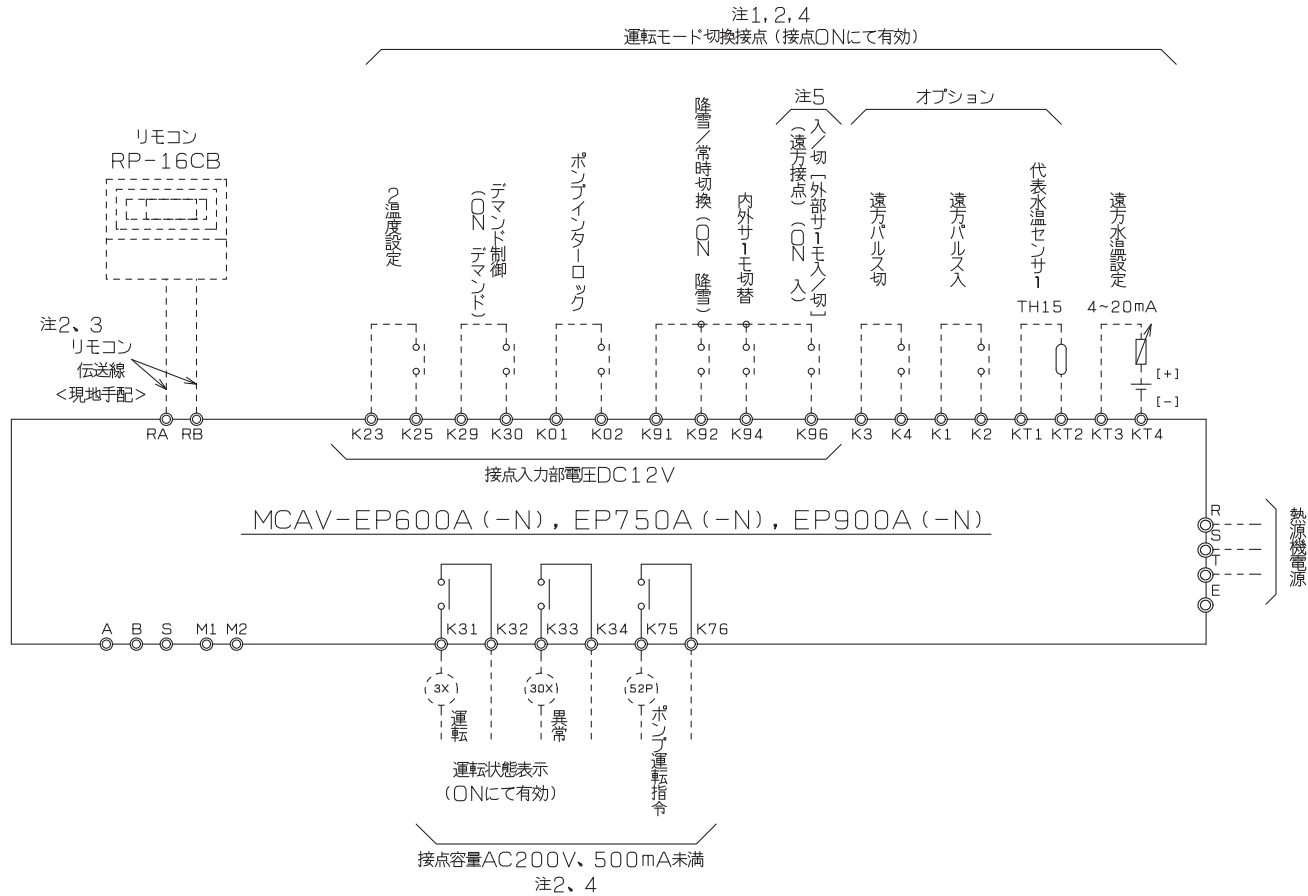 注1,2,4
運転モード切換接点（接点ONにて有効）
注5
オプション
リモコン
RP-16CB
2温度設定
デマンド制御
（ON デマンド）
ポンプインターロック
降雪／常時切換（ON 降雪）
内外サーモ切替
入／切［外部サーモ入／切］
（遠方接点）（ON 入）
遠方パルス切
遠方パルス入
代表水温センサー
TH15
遠方水温設定
4~20mA
[+]
[-]
注2、3
リモコン
伝送線
<現地手配>
RA RB K23 K25 K29 K30 K01 K02 K91 K92 K94 K96 K3 K4 K1 K2 KT1 KT2 KT3 KT4
接点入力部電圧DC12V
MCAV-EP600A(-N), EP750A(-N), EP900A(-N)
R
S
T
E
熱源機電源
A B S M1 M2
K31 K32 K33 K34 K75 K76
3X 30X 52P
運転
異常
ポンプ運転指令
運転状態表示
（ONにて有効）
接点容量AC200V、500mA未満
注2、4